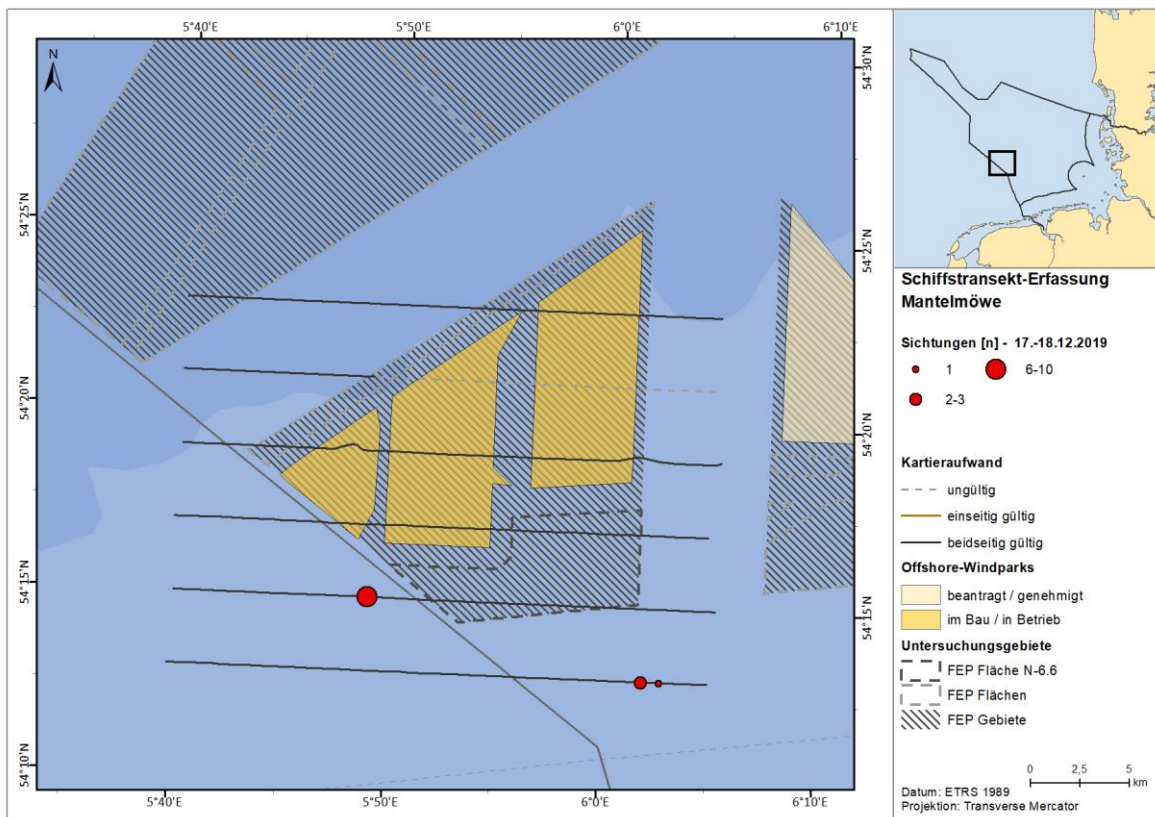 5°40'E 5°50'E 6°0'E 6°10'E
N
54°30'N
54°25'N
54°25'N
54°20'N
54°20'N
54°15'N
54°15'N
54°10'N
5°40'E 5°50'E 6°0'E 6°10'E
Schiffstransekt-Erfassung
Mantelmöwe
Sichtungen [n] - 17.-18.12.2019
1 6-10
2-3
Kartieraufwand
ungültig
einseitig gültig
beidseitig gültig
Offshore-Windparks
beantragt / genehmigt
im Bau / in Betrieb
Untersuchungsgebiete
FEP Fläche N-6.6
FEP Flächen
FEP Gebiete
0 2,5 5
km
Datum: ETRS 1989
Projektion: Transverse Mercator